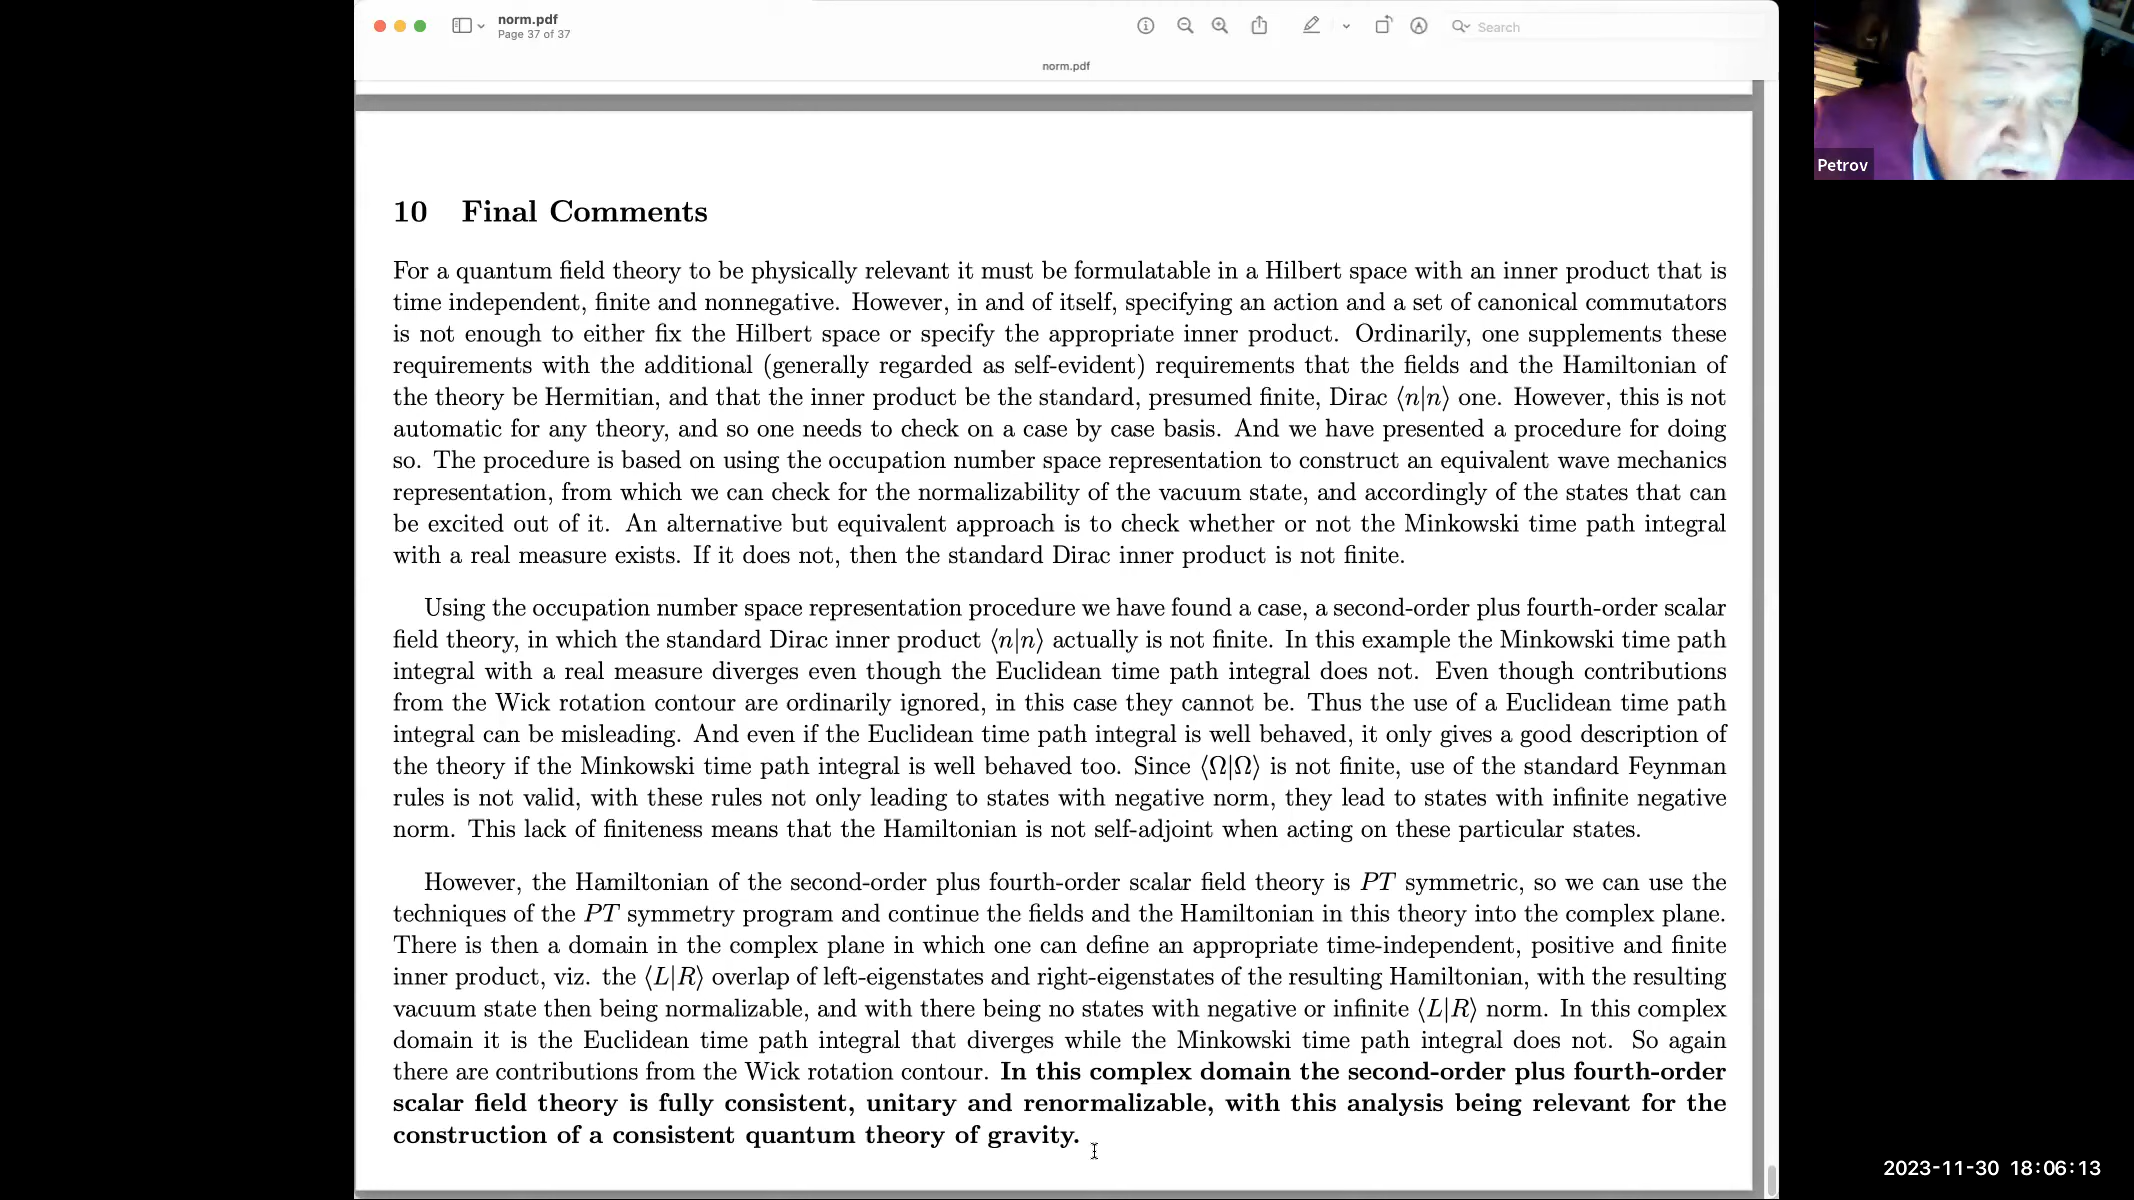 norm.pdf
Page 37 of 37
Search
norm.pdf
Petrov
10 Final Comments
For a quantum field theory to be physically relevant it must be formulatable in a Hilbert space with an inner product that is
time independent, finite and nonnegative. However, in and of itself, specifying an action and a set of canonical commutators
is not enough to either fix the Hilbert space or specify the appropriate inner product. Ordinarily, one supplements these
requirements with the additional (generally regarded as self-evident) requirements that the fields and the Hamiltonian of
the theory be Hermitian, and that the inner product be the standard, presumed finite, Dirac ⟨n|n⟩ one. However, this is not
automatic for any theory, and so one needs to check on a case by case basis. And we have presented a procedure for doing
so. The procedure is based on using the occupation number space representation to construct an equivalent wave mechanics
representation, from which we can check for the normalizability of the vacuum state, and accordingly of the states that can
be excited out of it. An alternative but equivalent approach is to check whether or not the Minkowski time path integral
with a real measure exists. If it does not, then the standard Dirac inner product is not finite.
Using the occupation number space representation procedure we have found a case, a second-order plus fourth-order scalar
field theory, in which the standard Dirac inner product ⟨n|n⟩ actually is not finite. In this example the Minkowski time path
integral with a real measure diverges even though the Euclidean time path integral does not. Even though contributions
from the Wick rotation contour are ordinarily ignored, in this case they cannot be. Thus the use of a Euclidean time path
integral can be misleading. And even if the Euclidean time path integral is well behaved, it only gives a good description of
the theory if the Minkowski time path integral is well behaved too. Since ⟨Ω|Ω⟩ is not finite, use of the standard Feynman
rules is not valid, with these rules not only leading to states with negative norm, they lead to states with infinite negative
norm. This lack of finiteness means that the Hamiltonian is not self-adjoint when acting on these particular states.
However, the Hamiltonian of the second-order plus fourth-order scalar field theory is PT symmetric, so we can use the
techniques of the PT symmetry program and continue the fields and the Hamiltonian in this theory into the complex plane.
There is then a domain in the complex plane in which one can define an appropriate time-independent, positive and finite
inner product, viz. the ⟨L|R⟩ overlap of left-eigenstates and right-eigenstates of the resulting Hamiltonian, with the resulting
vacuum state then being normalizable, and with there being no states with negative or infinite ⟨L|R⟩ norm. In this complex
domain it is the Euclidean time path integral that diverges while the Minkowski time path integral does not. So again
there are contributions from the Wick rotation contour. In this complex domain the second-order plus fourth-order
scalar field theory is fully consistent, unitary and renormalizable, with this analysis being relevant for the
construction of a consistent quantum theory of gravity.
2023-11-30 18:06:13